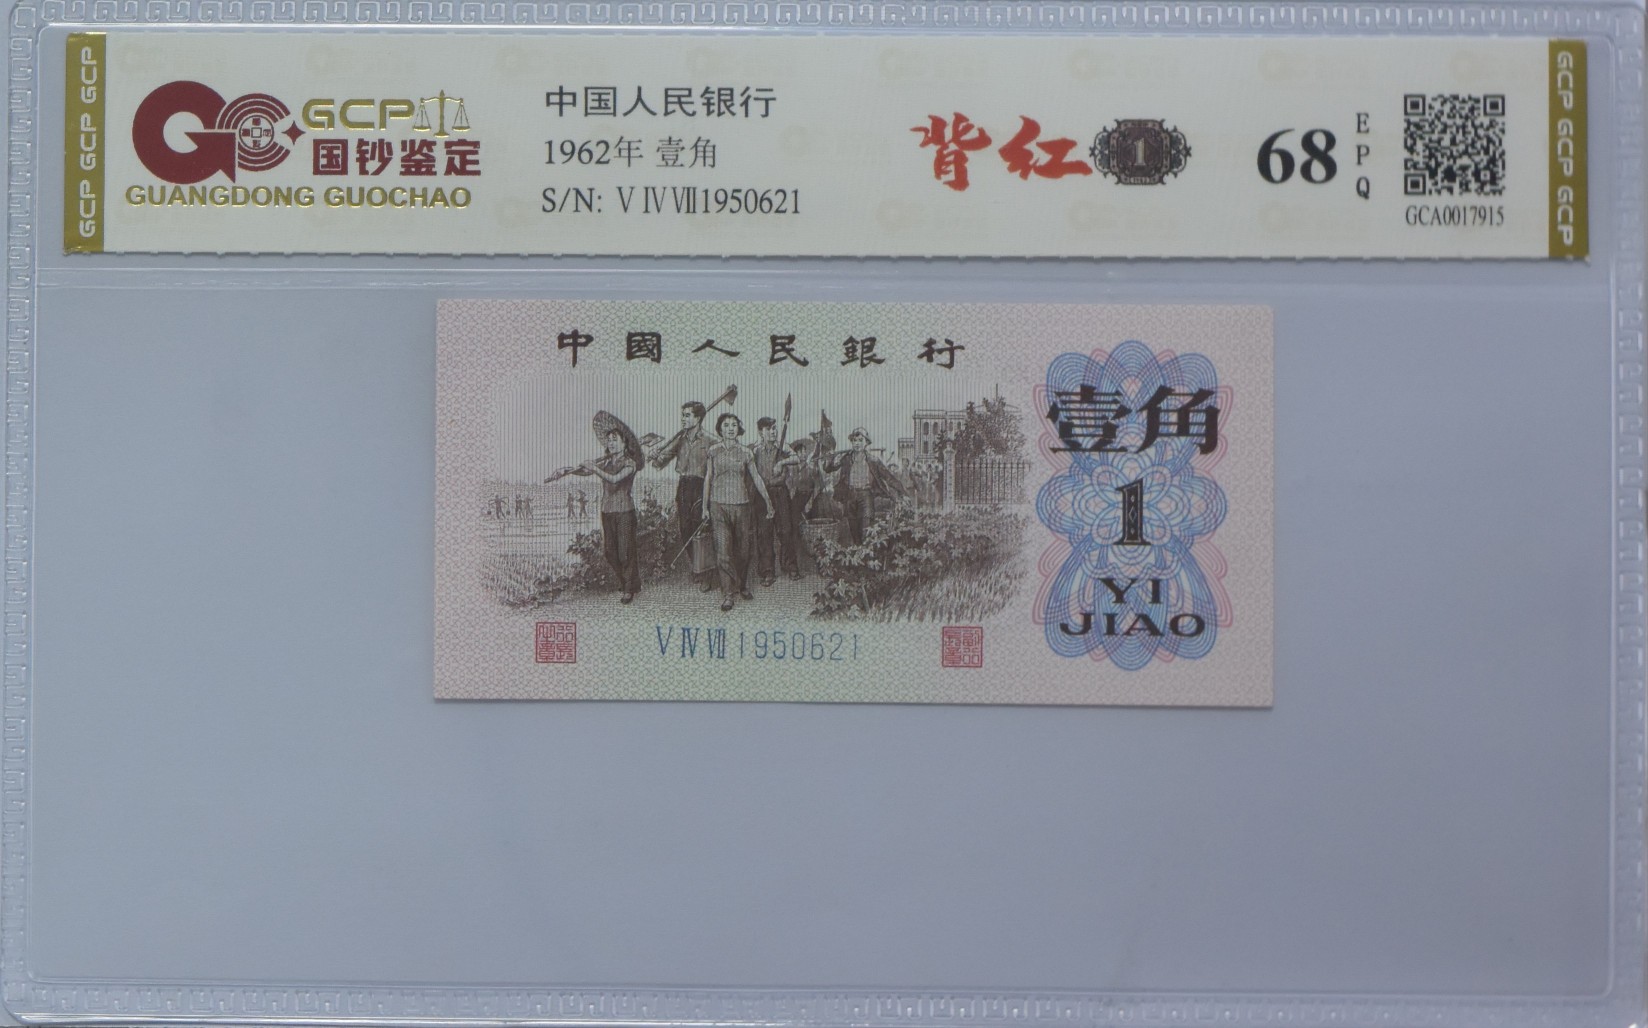 GCP GCP GCP
GCP
国钞鉴定
GUANGDONG GUOCHAO
中国人民银行
1962年 壹角
S/N: V IV VII1950621
背红
1
68
EPQ
GCA0017915
GCP GCP GCP
中國人民銀行
壹角
1
YI
JIAO
V IV VII 1950621